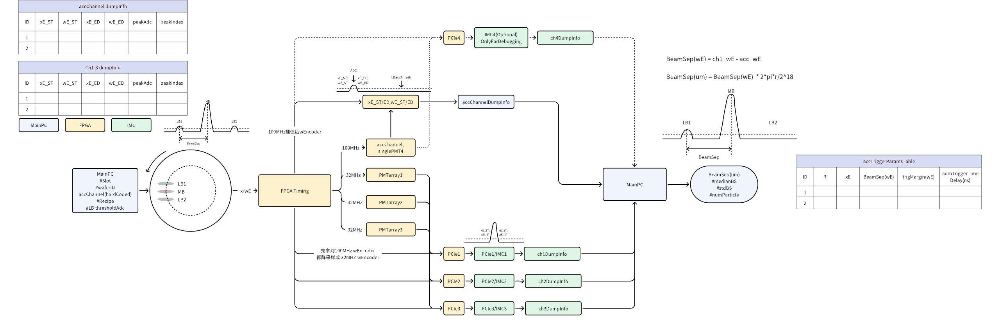 accChannel dumpInfo
ID xE_ST wE_ST xE_ED wE_ED peakAdc peakIndex
1
2
Ch1-3 dumpInfo
ID xE_ST wE_ST xE_ED wE_ED peakAdc peakIndex
1
2
MainPC
FPGA
IMC
MB
LB1
LB2
BeamSep
MainPC
#Slot
#waferID
accChannel(hardCoded)
#Recipe
#LB thresholdAdc
LB1
MB
LB2
x/wE
FPGA Timing
100MHz插值后wEncoder
ADC
xE_ST;
wE_ST
xE_ED;
wE_ED
LBaccThresh
xE_ST/ED,wE_ST/ED
accChannelDumpInfo
100MHz
accChannel,
singlePMT4
32MHz
PMTarray1
32MHZ
PMTarray2
32MHz
PMTarray3
PCIe4
IMC4(Optional)
OnlyForDebugging
ch4DumpInfo
先拿到100MHz wEncoder
再降采样成 32MHZ wEncoder
xE_ST;
wE_ST
xE_ST;
wE_ST
PCIe1
PCIe1/IMC1
ch1DumpInfo
PCIe2
PCIe2/IMC2
ch2DumpInfo
PCIe3
PCIe3/IMC3
ch3DumpInfo
MainPC
BeamSep(wE) = ch1_wE - acc_wE
BeamSep(um) = BeamSep(wE) * 2*pi*r/2^18
MB
LB1
LB2
BeamSep
BeamSep(um)
#medianBS
#stdBS
#numParticle
accTriggerParamsTable
ID R xE BeamSep(wE) trigMargin(wE) aomTriggerTime
Delay(ns)
1
2